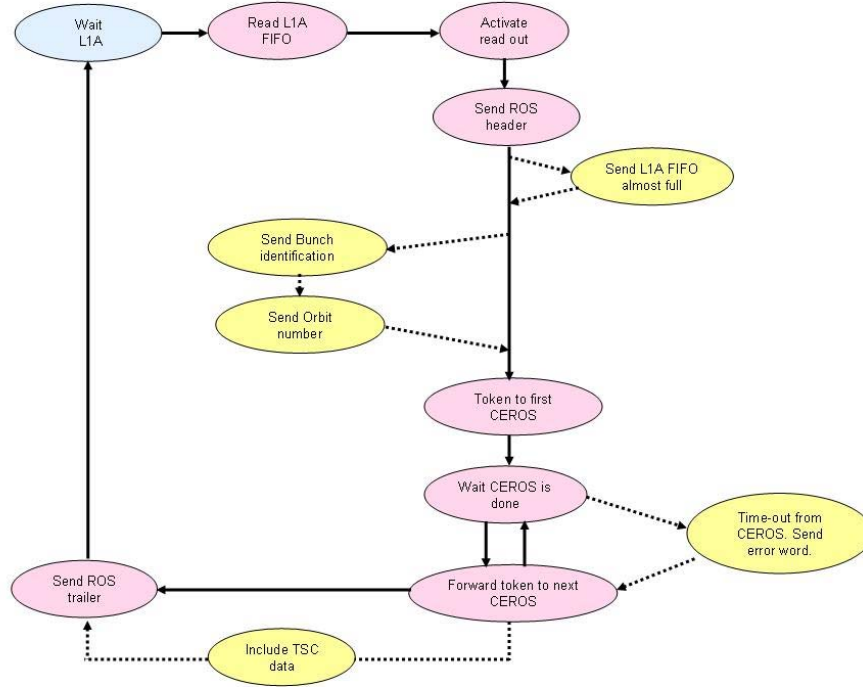 Wait
L1A
Read L1A
FIFO
Activate
read out
Send ROS
header
Send L1A FIFO
almost full
Send Bunch
identification
Send Orbit
number
Token to first
CEROS
Wait CEROS is
done
Time-out from
CEROS. Send
error word.
Send ROS
trailer
Forward token to next
CEROS
Include TSC
data